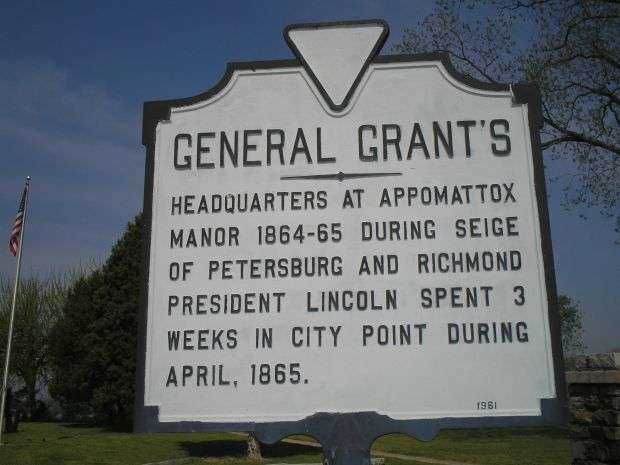 GENERAL GRANT'S
HEADQUARTERS AT APPOMATTOX
MANOR 1864-65 DURING SEIGE
OF PETERSBURG AND RICHMOND
PRESIDENT LINCOLN SPENT 3
WEEKS IN CITY POINT DURING
APRIL, 1865.
1981